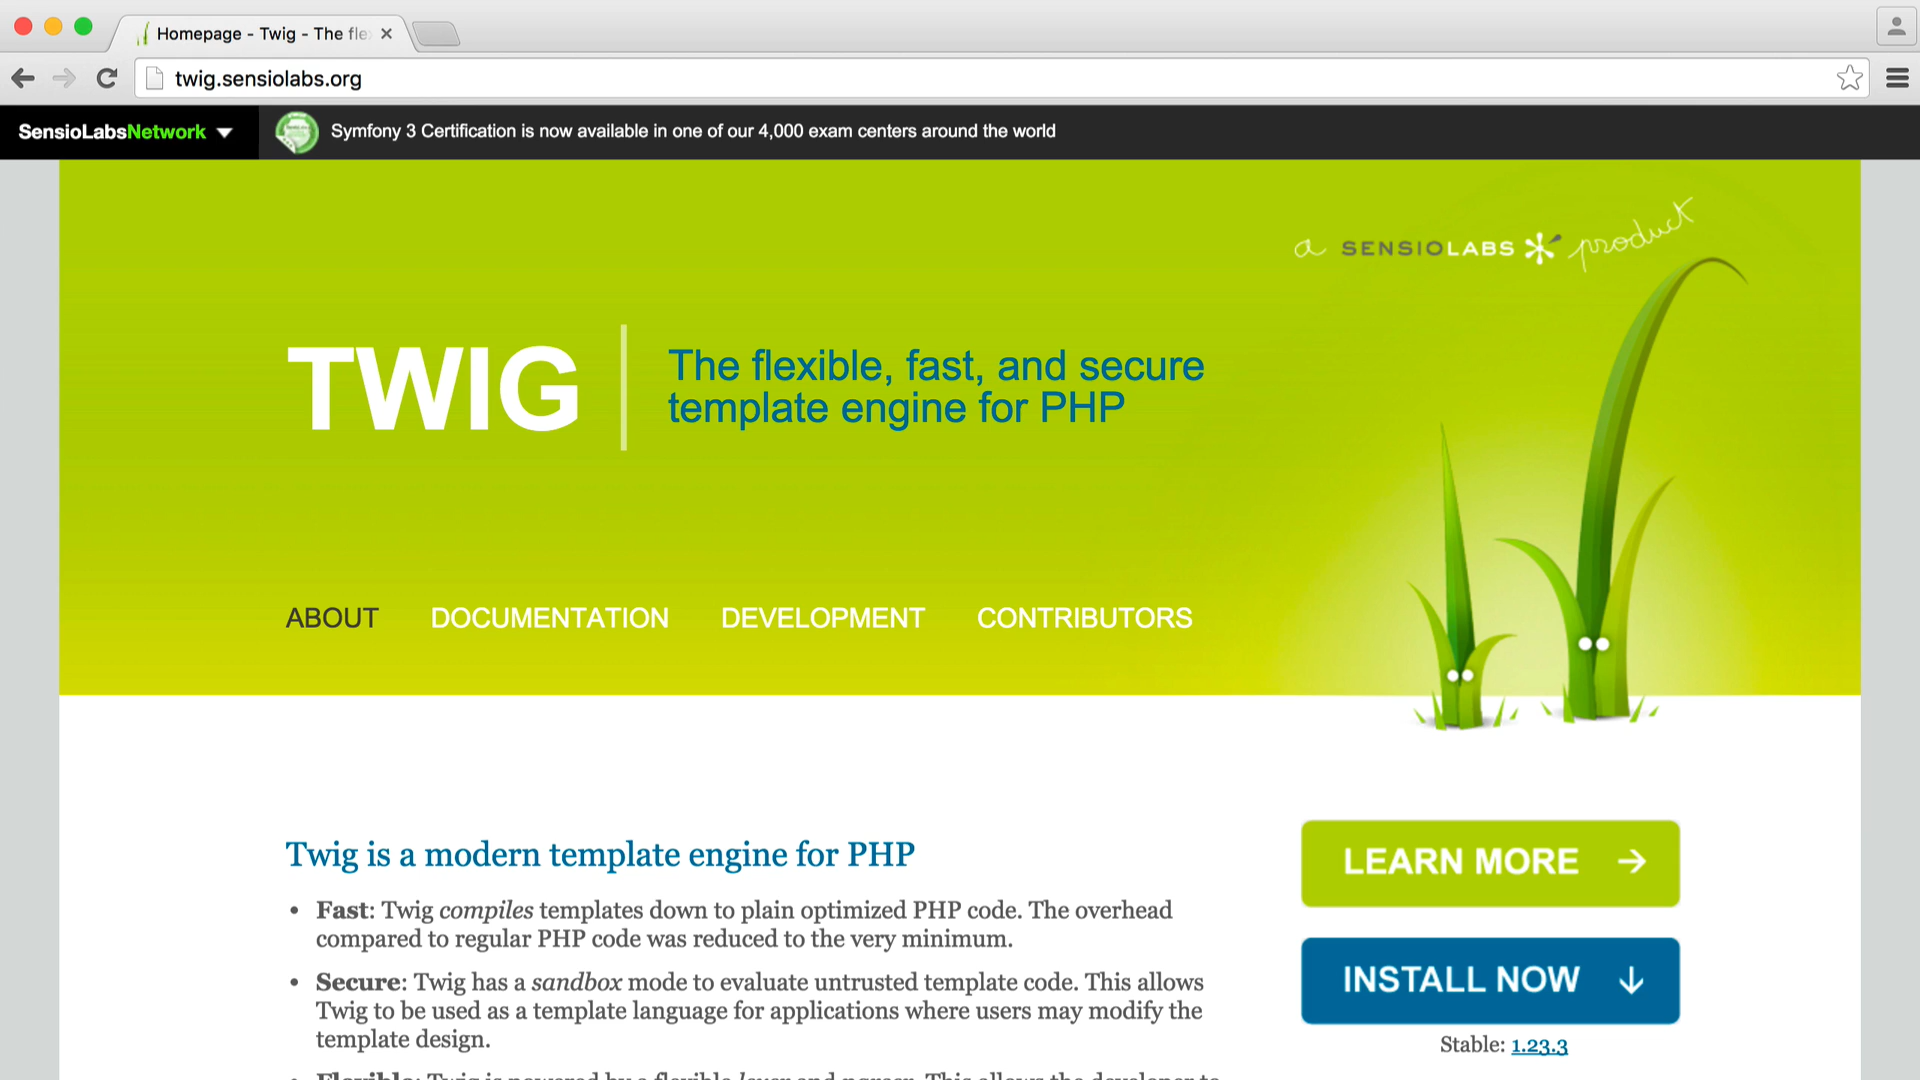 Homepage - Twig - The fle
twig.sensiolabs.org
SensioLabsNetwork
Symfony 3 Certification is now available in one of our 4,000 exam centers around the world
a SENSIOLABS product
TWIG
The flexible, fast, and secure
template engine for PHP
ABOUT DOCUMENTATION DEVELOPMENT CONTRIBUTORS
Twig is a modern template engine for PHP
• Fast: Twig compiles templates down to plain optimized PHP code. The overhead
compared to regular PHP code was reduced to the very minimum.
• Secure: Twig has a sandbox mode to evaluate untrusted template code. This allows
Twig to be used as a template language for applications where users may modify the
template design.
• Flexible: Twig is powered by a flexible lexer and parser. This allows the developer to
LEARN MORE →
INSTALL NOW ↓
Stable: 1.23.3